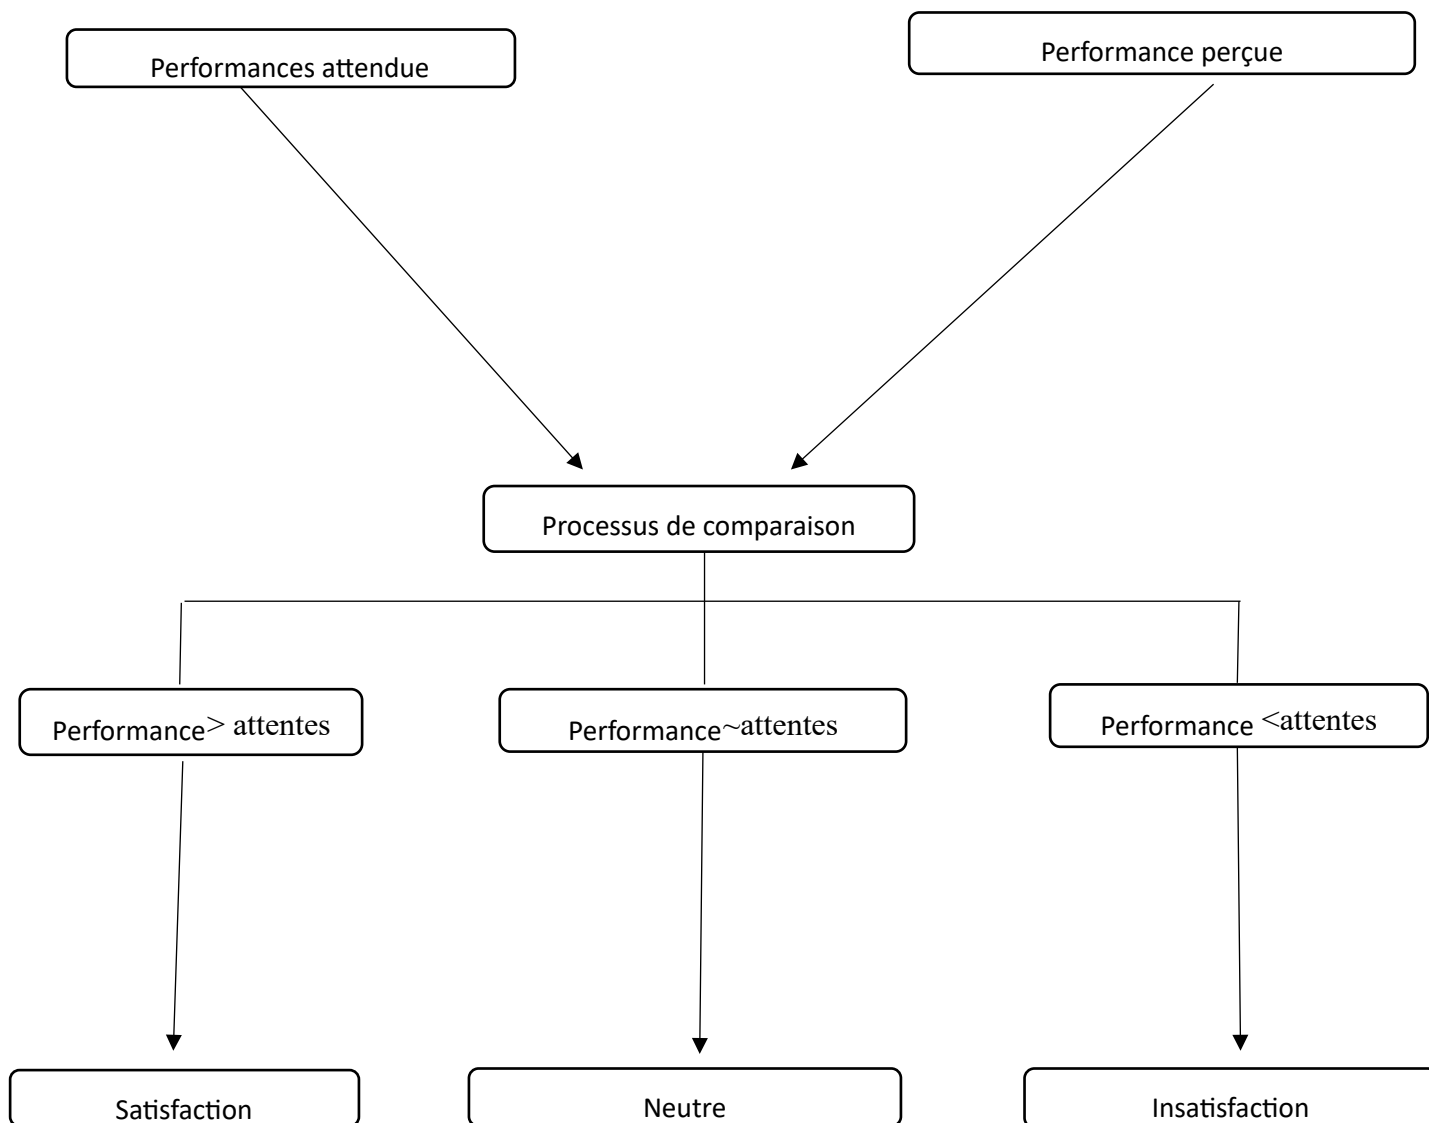 Performances attendue
Performance perçue
Processus de comparaison
Performance> attentes
Performance~attentes
Performance <attentes
Satisfaction
Neutre
Insatisfaction